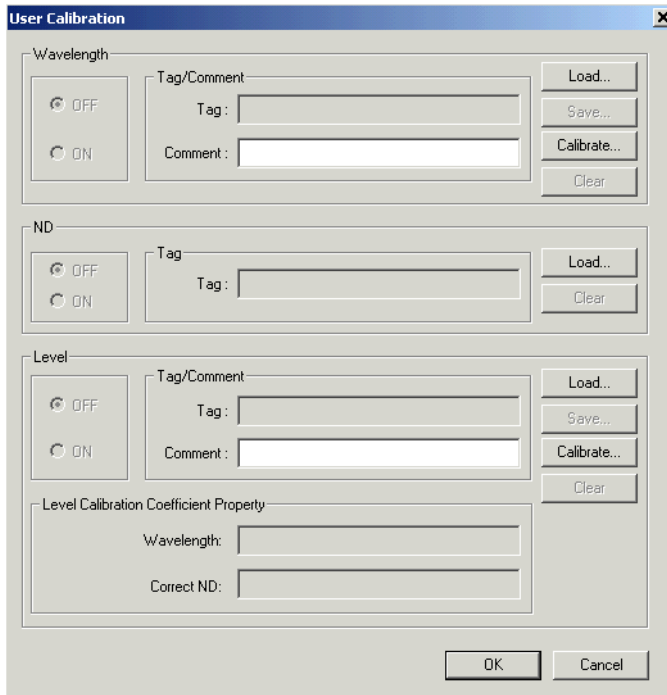 User Calibration
Wavelength
OFF
ON
Tag/Comment
Tag :
Comment :
Load...
Save...
Calibrate...
Clear
ND
OFF
ON
Tag
Tag :
Load...
Clear
Level
OFF
ON
Tag/Comment
Tag :
Comment :
Load...
Save...
Calibrate...
Clear
Level Calibration Coefficient Property
Wavelength:
Correct ND:
OK
Cancel